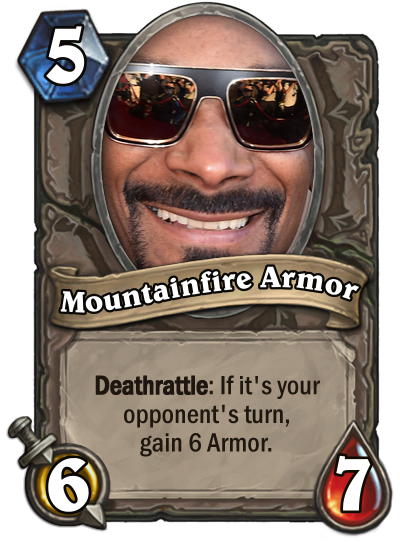 5
Mountainfire Armor
Deathrattle: If it's your
opponent's turn,
gain 6 Armor.
6
7